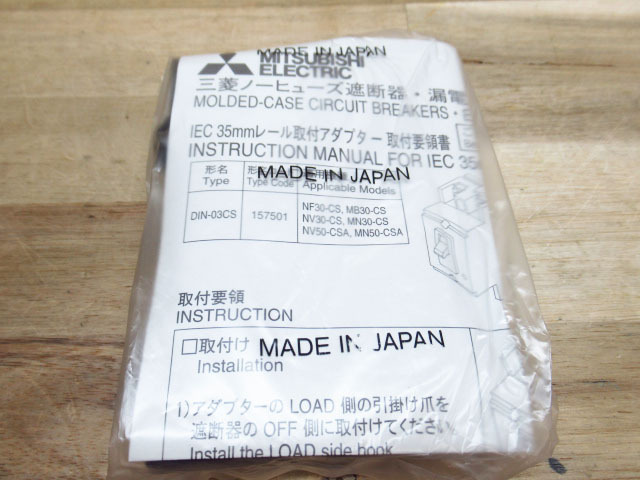 MADE IN JAPAN
MITSUBISHI
ELECTRIC
三菱ノーヒューズ遮断器・漏電
MOLDED-CASE CIRCUIT BREAKERS・
IEC 35mmレール取付アダプター 取付要領書
INSTRUCTION MANUAL FOR IEC 35
MADE IN JAPAN
形名
Type
Type Code
Applicable Models
DIN-03CS
157501
NF30-CS, MB30-CS
NV30-CS, MN30-CS
NV50-CSA, MN50-CSA
取付要領
INSTRUCTION
□取付け
MADE IN JAPAN
Installation
1)アダプターの LOAD 側の引掛け爪を
遮断器の OFF 側に取付けてください
Install the LOAD side hook